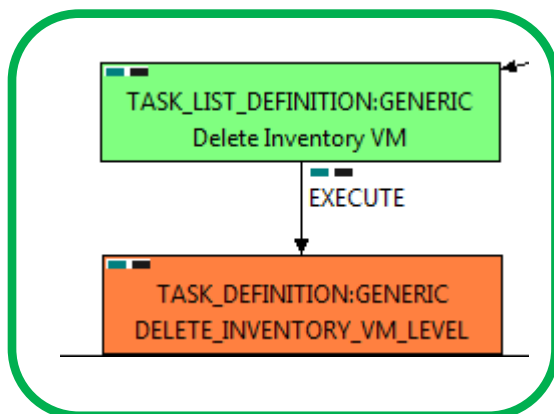 TASK_LIST_DEFINITION:GENERIC
Delete Inventory VM
EXECUTE
TASK_DEFINITION:GENERIC
DELETE_INVENTORY_VM_LEVEL